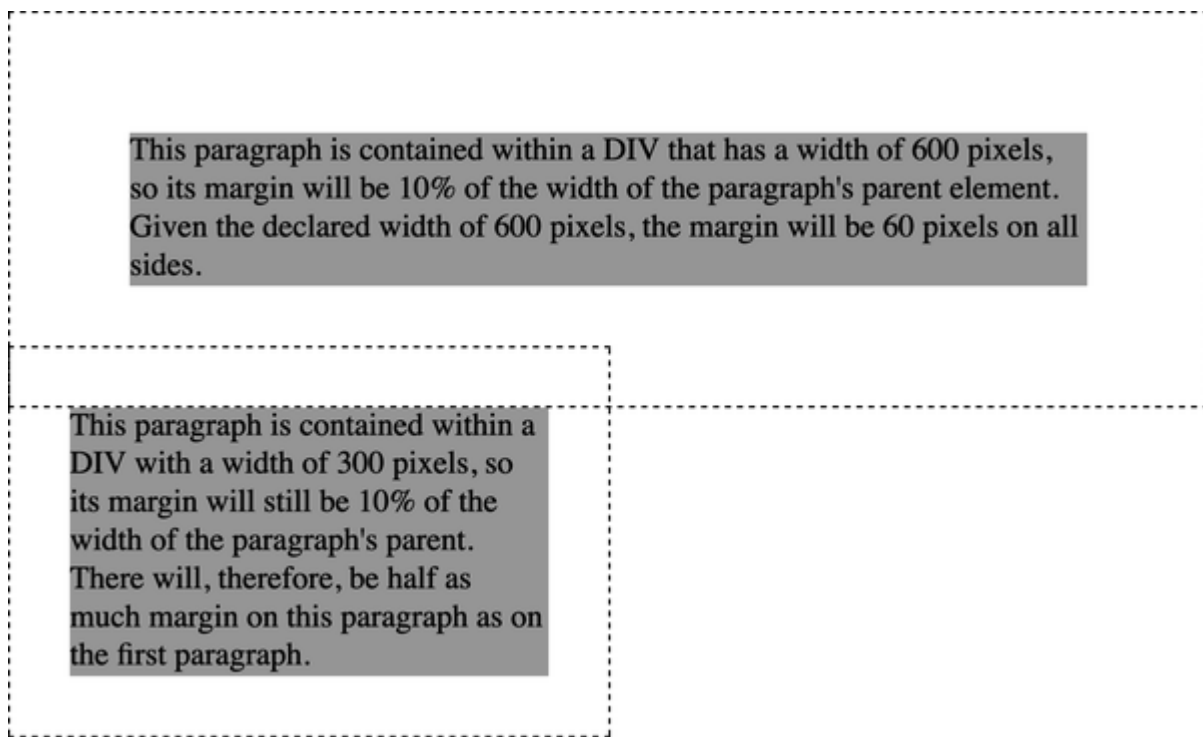 This paragraph is contained within a DIV that has a width of 600 pixels,
so its margin will be 10% of the width of the paragraph's parent element.
Given the declared width of 600 pixels, the margin will be 60 pixels on all
sides.
This paragraph is contained within a
DIV with a width of 300 pixels, so
its margin will still be 10% of the
width of the paragraph's parent.
There will, therefore, be half as
much margin on this paragraph as on
the first paragraph.